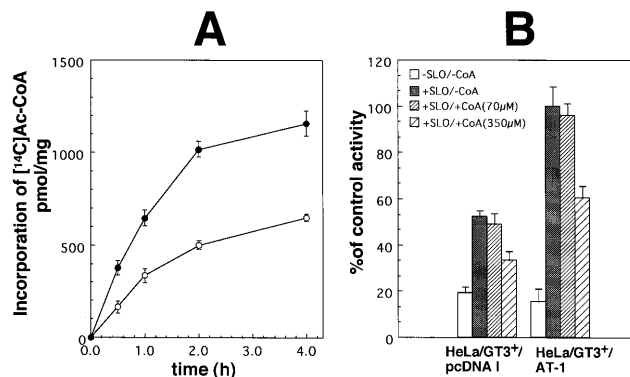 A
B
Incorporation of [¹⁴C]Ac-CoA
pmol/mg
1500
1000
500
0
0.0
1.0
2.0
3.0
4.0
time (h)
%of control activity
120
100
80
60
40
20
0
-SLO/-CoA
+SLO/-CoA
+SLO/+CoA(70µM)
+SLO/+CoA(350µM)
HeLa/GT3⁺/
pcDNA I
HeLa/GT3⁺/
AT-1